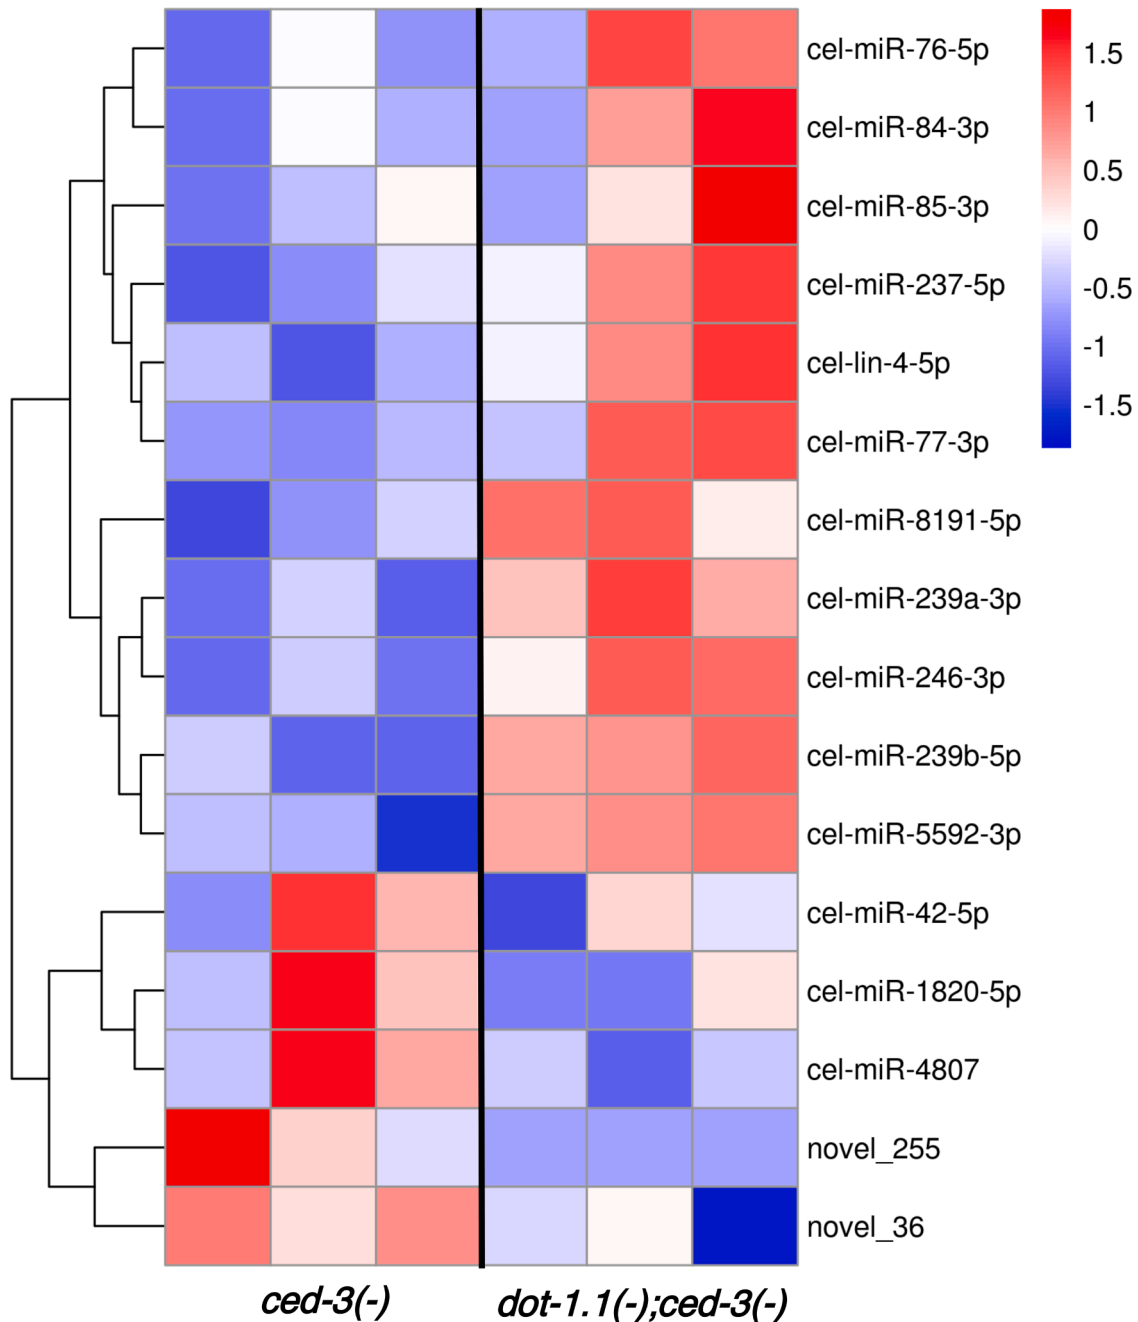 cel-miR-76-5p
cel-miR-84-3p
cel-miR-85-3p
cel-miR-237-5p
cel-lin-4-5p
cel-miR-77-3p
cel-miR-8191-5p
cel-miR-239a-3p
cel-miR-246-3p
cel-miR-239b-5p
cel-miR-5592-3p
cel-miR-42-5p
cel-miR-1820-5p
cel-miR-4807
novel_255
novel_36
1.5
1
0.5
0
-0.5
-1
-1.5
ced-3(-)
dot-1.1(-);ced-3(-)